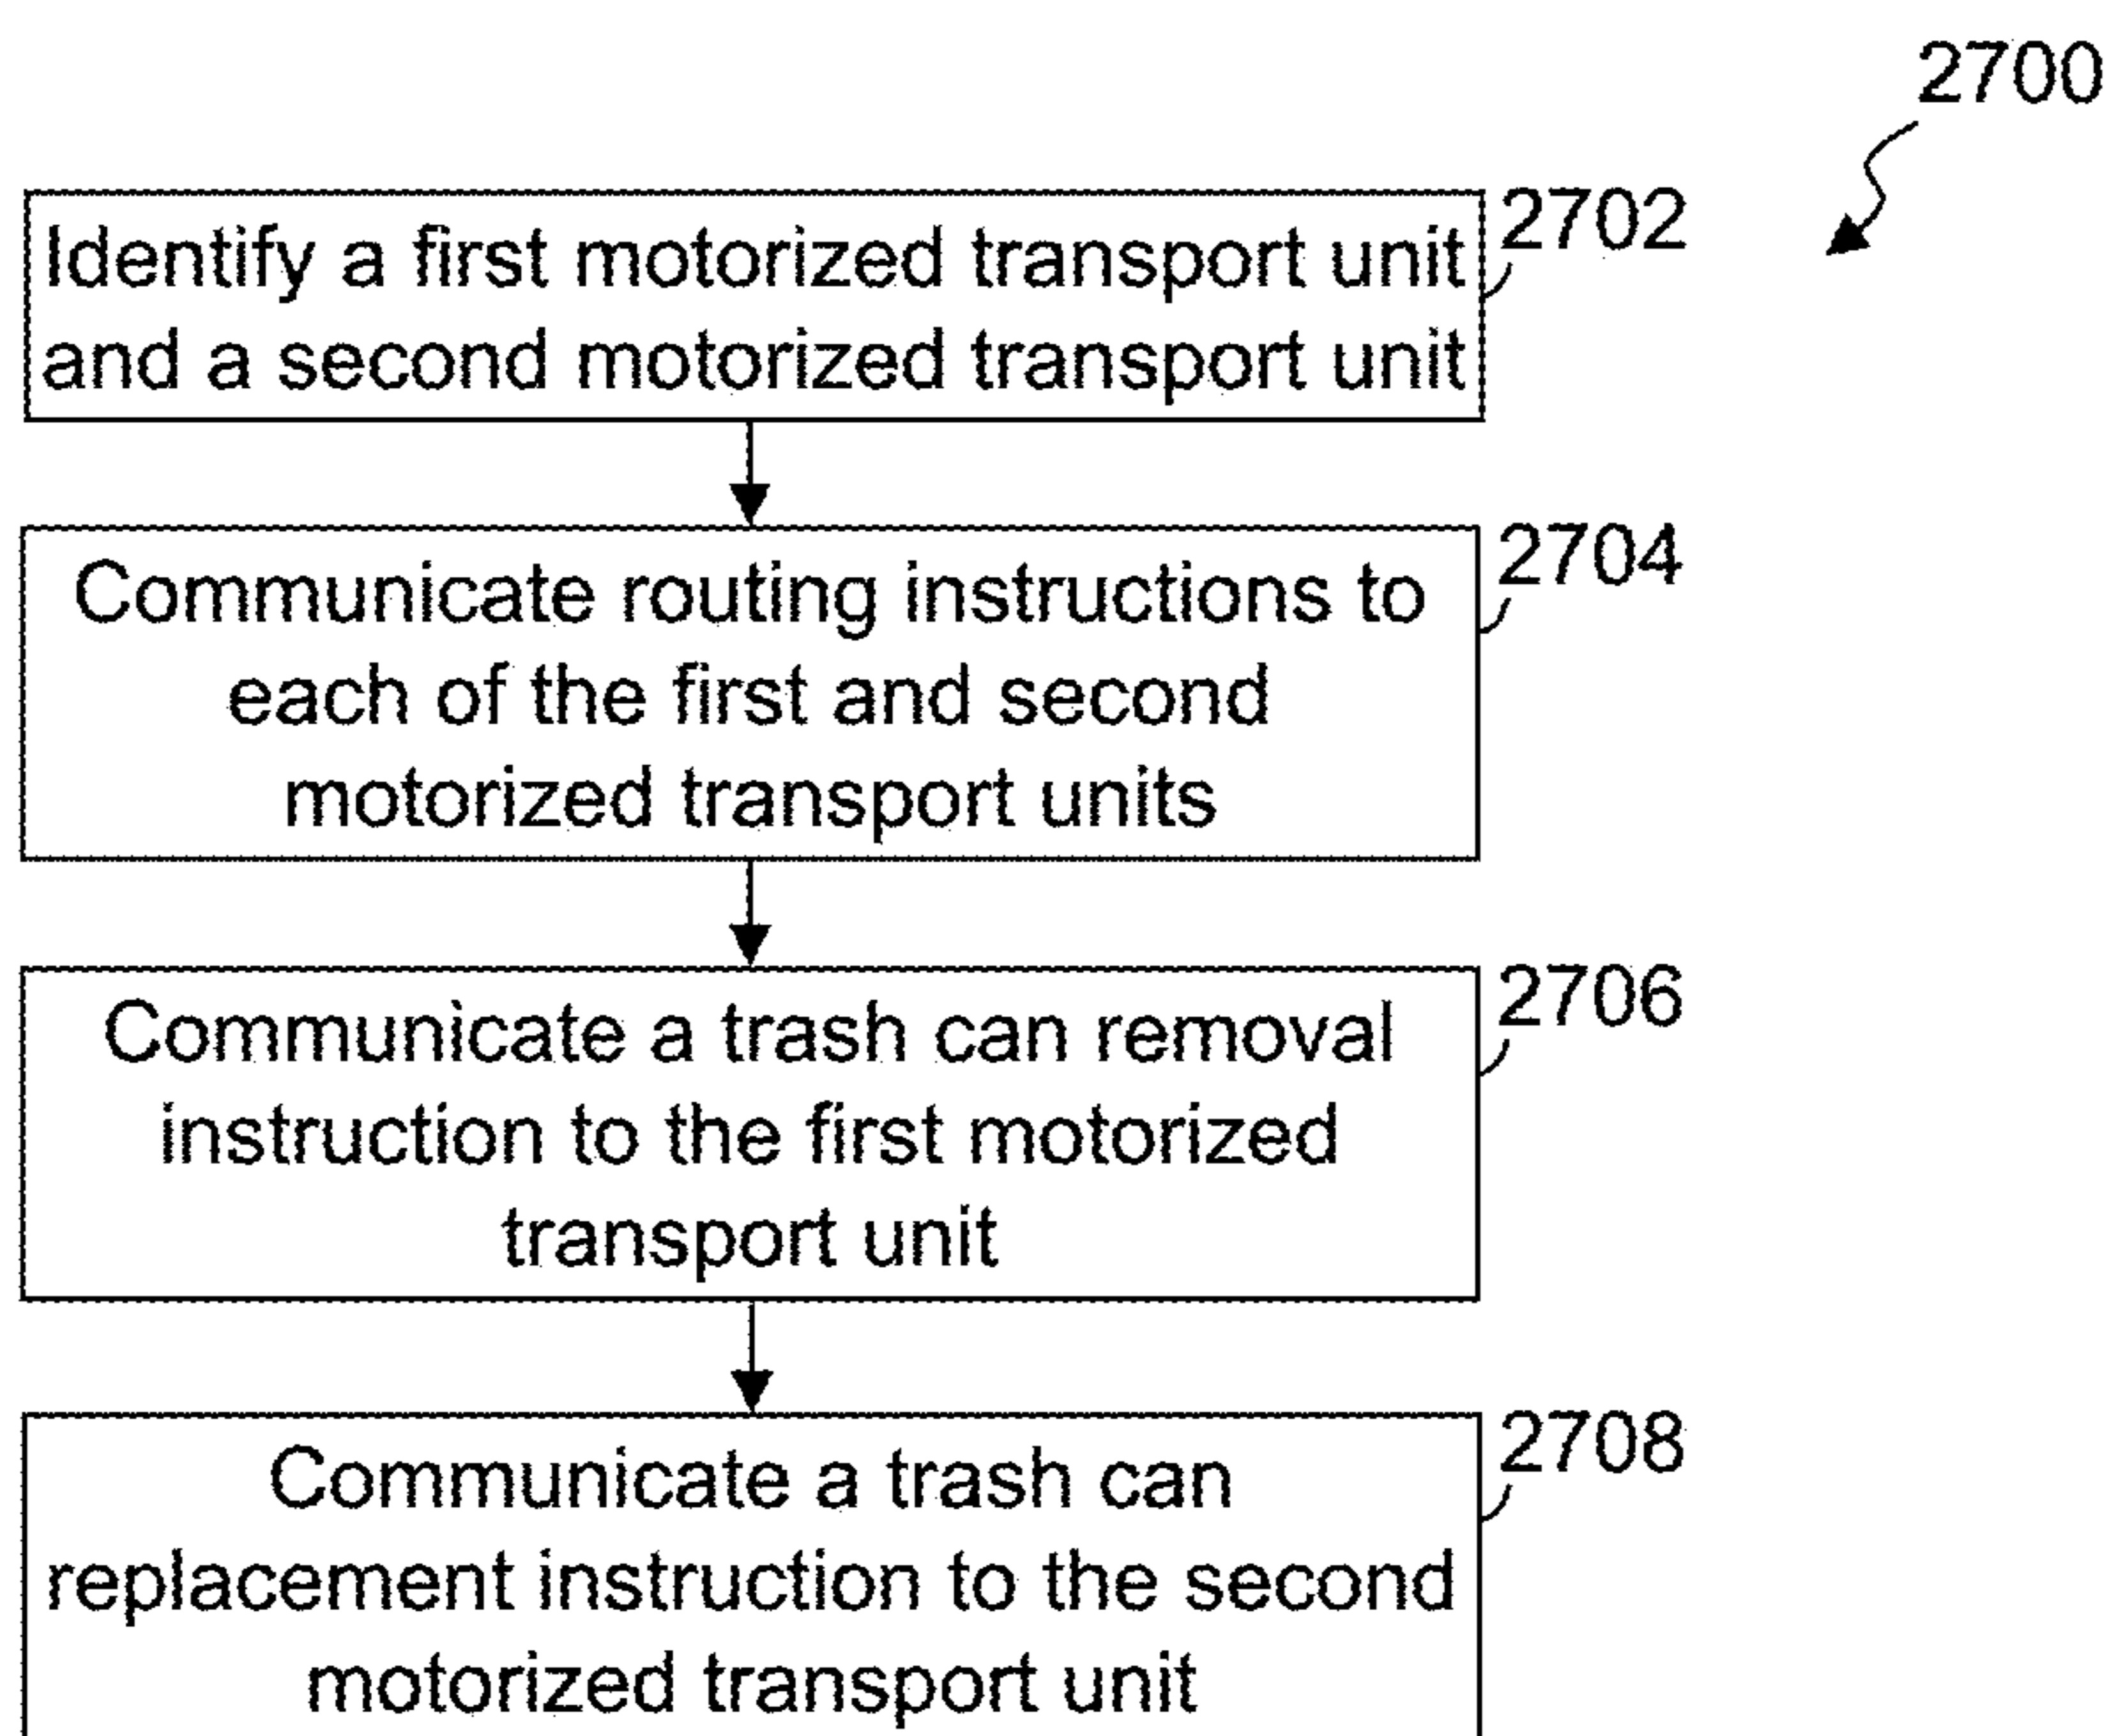 2700
Identify a first motorized transport unit
and a second motorized transport unit
2702
Communicate routing instructions to
each of the first and second
motorized transport units
2704
Communicate a trash can removal
instruction to the first motorized
transport unit
2706
Communicate a trash can
replacement instruction to the second
motorized transport unit
2708